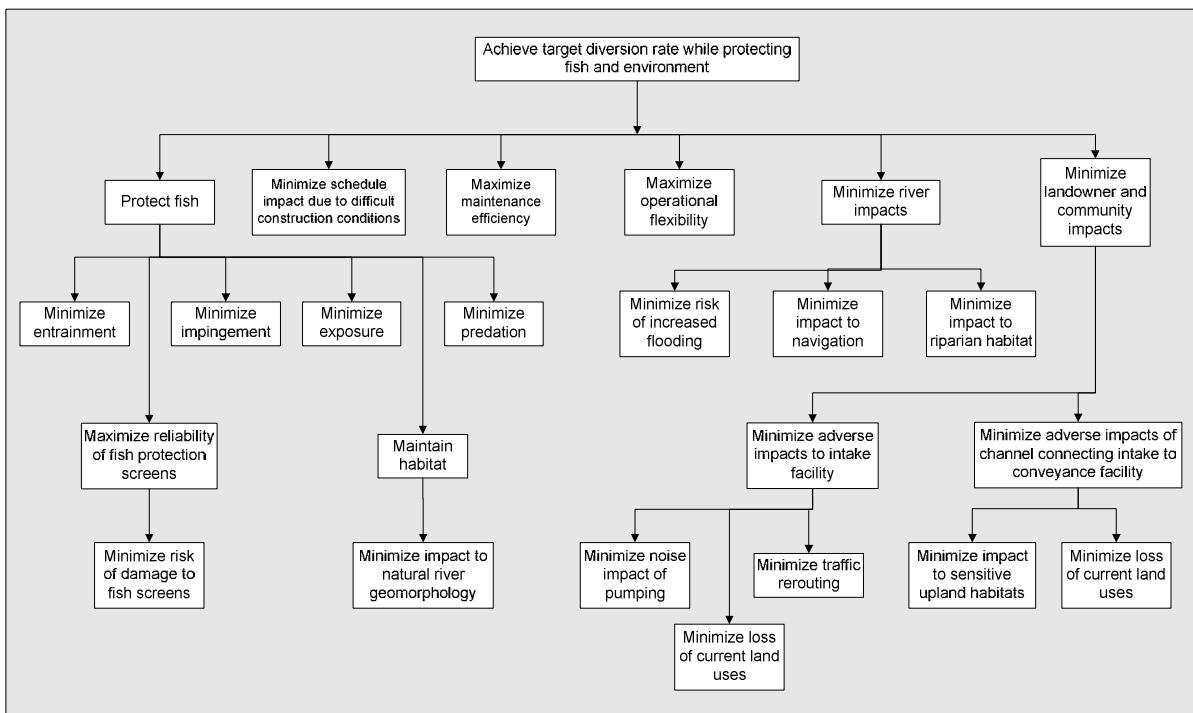 Achieve target diversion rate while protecting
fish and environment
Protect fish
Minimize schedule
impact due to difficult
construction conditions
Maximize
maintenance
efficiency
Maximize
operational
flexibility
Minimize river
impacts
Minimize
landowner and
community
impacts
Minimize
entrainment
Minimize
impingement
Minimize
exposure
Minimize
predation
Minimize risk
of increased
flooding
Minimize
impact to
navigation
Minimize
impact to
riparian habitat
Maximize reliability
of fish protection
screens
Maintain
habitat
Minimize adverse
impacts to intake
facility
Minimize adverse impacts of
channel connecting intake to
conveyance facility
Minimize risk
of damage to
fish screens
Minimize impact to
natural river
geomorphology
Minimize noise
impact of
pumping
Minimize traffic
rerouting
Minimize impact
to sensitive
upland habitats
Minimize loss
of current land
uses
Minimize loss
of current land
uses